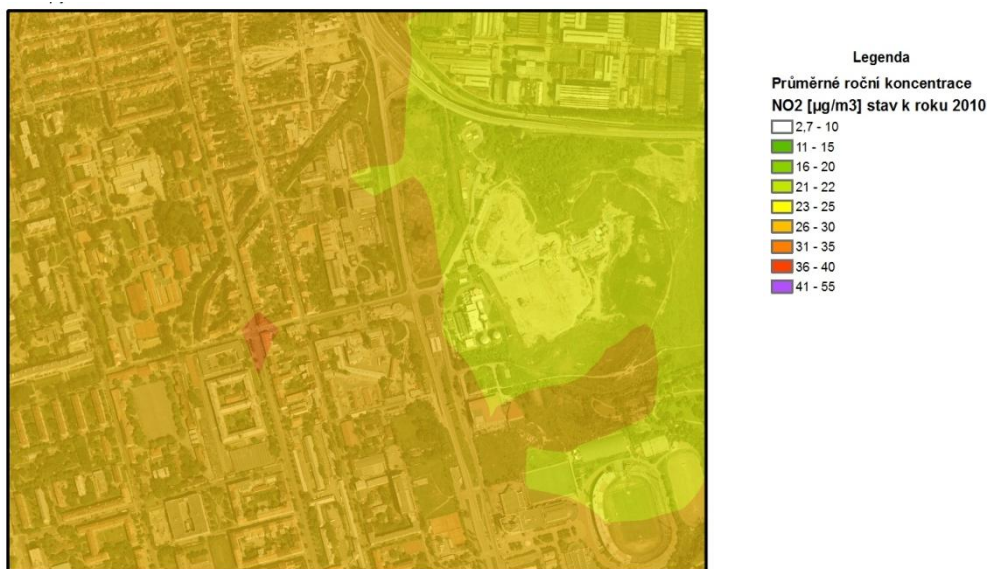 Legenda
Průměrné roční koncentrace
NO2 [µg/m3] stav k roku 2010
2,7 - 10
11 - 15
16 - 20
21 - 22
23 - 25
26 - 30
31 - 35
36 - 40
41 - 55